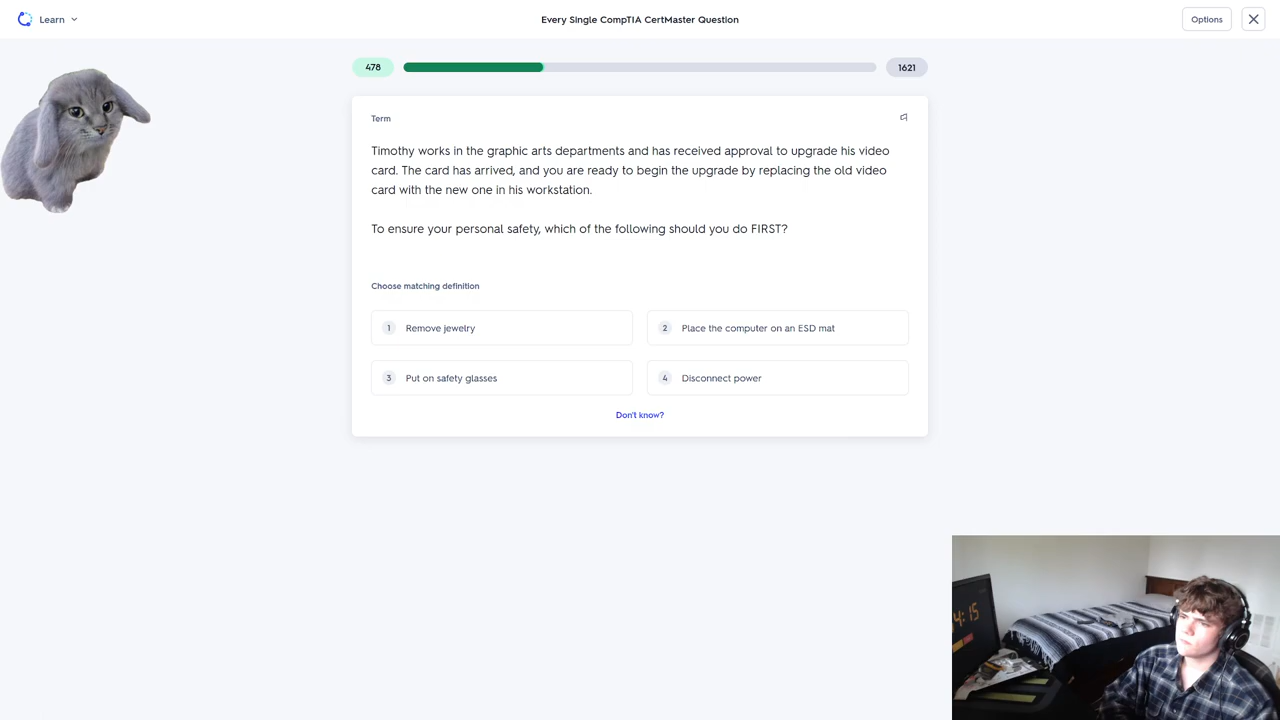 Learn
Every Single CompTIA CertMaster Question
Options
478
1621
Term
Timothy works in the graphic arts departments and has received approval to upgrade his video
card. The card has arrived, and you are ready to begin the upgrade by replacing the old video
card with the new one in his workstation.
To ensure your personal safety, which of the following should you do FIRST?
Choose matching definition
1 Remove jewelry
2 Place the computer on an ESD mat
3 Put on safety glasses
4 Disconnect power
Don't know?
4:15